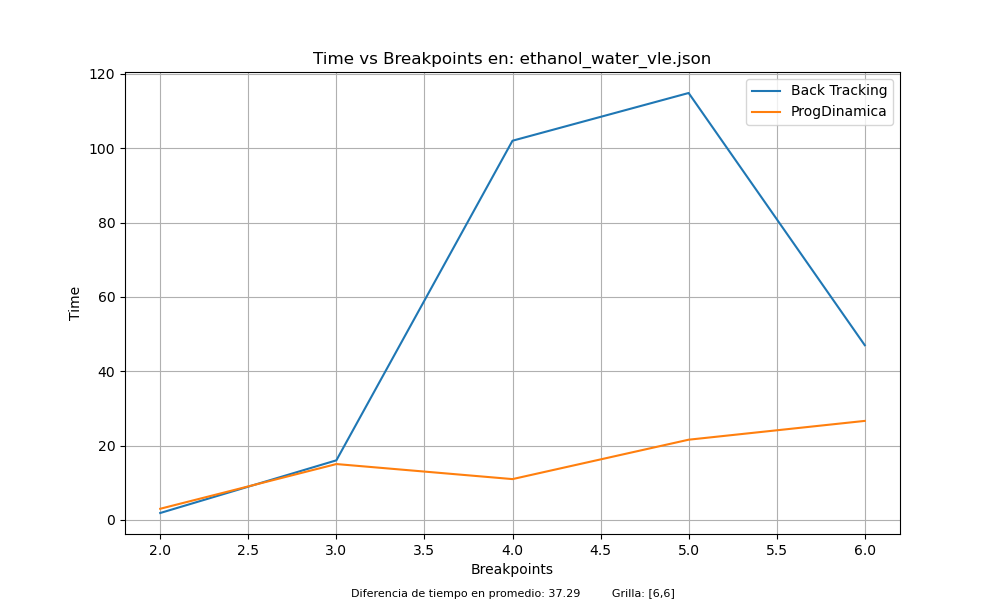 Time vs Breakpoints en: ethanol_water_vle.json
Back Tracking
ProgDinamica
120
100
80
60
40
20
0
Time
2.0 2.5 3.0 3.5 4.0 4.5 5.0 5.5 6.0
Breakpoints
Diferencia de tiempo en promedio: 37.29 Grilla: [6,6]